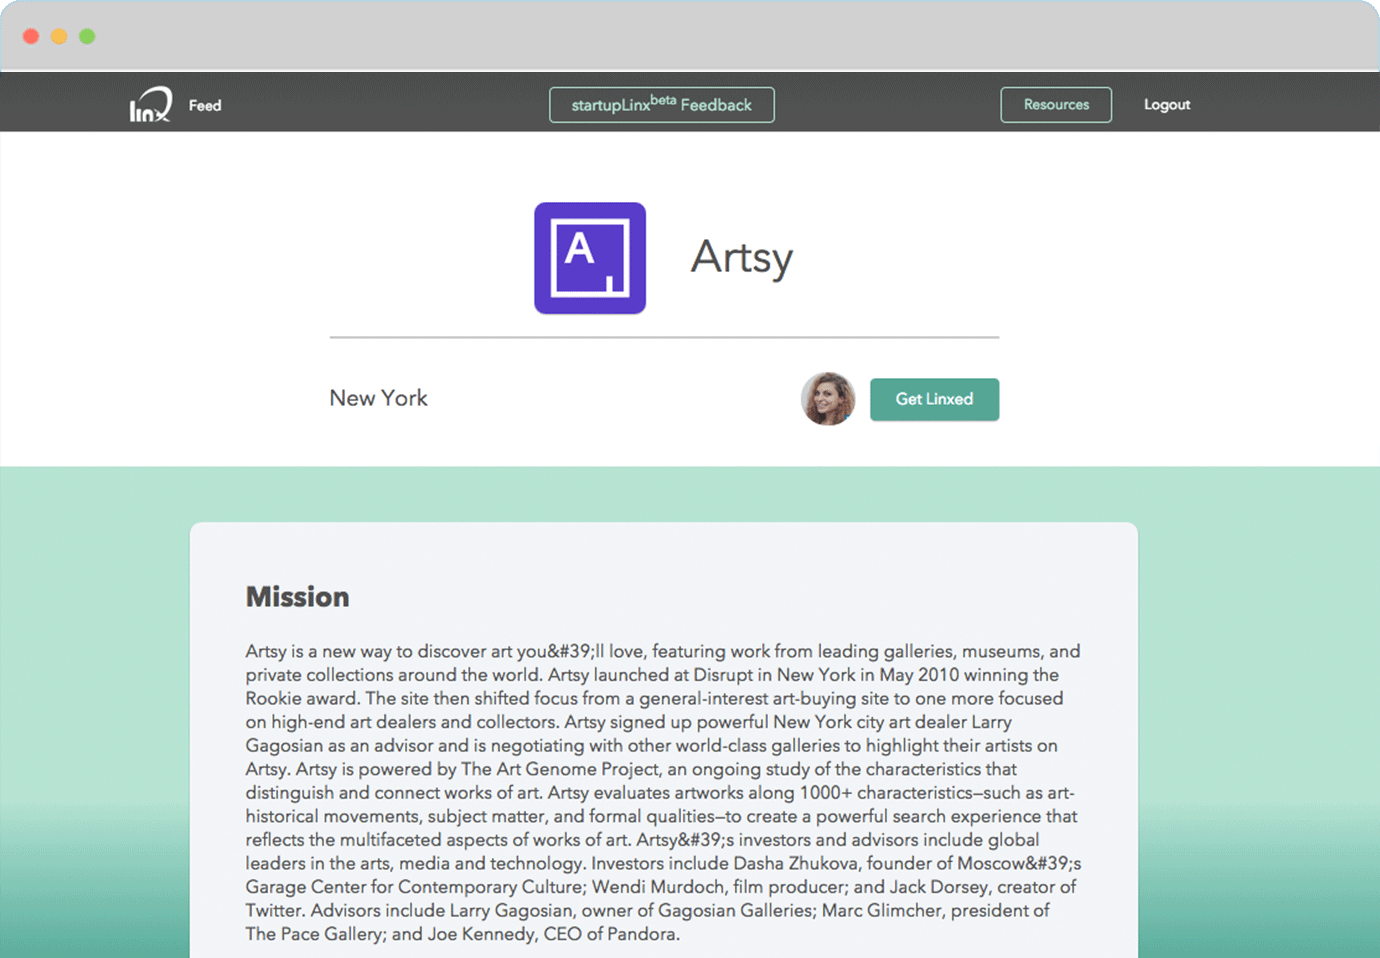 linx Feed startupLinxbeta Feedback Resources Logout
A
Artsy
New York Get Linxed
Mission
Artsy is a new way to discover art you&#39;ll love, featuring work from leading galleries, museums, and
private collections around the world. Artsy launched at Disrupt in New York in May 2010 winning the
Rookie award. The site then shifted focus from a general-interest art-buying site to one more focused
on high-end art dealers and collectors. Artsy signed up powerful New York city art dealer Larry
Gagosian as an advisor and is negotiating with other world-class galleries to highlight their artists on
Artsy. Artsy is powered by The Art Genome Project, an ongoing study of the characteristics that
distinguish and connect works of art. Artsy evaluates artworks along 1000+ characteristics—such as art-
historical movements, subject matter, and formal qualities—to create a powerful search experience that
reflects the multifaceted aspects of works of art. Artsy&#39;s investors and advisors include global
leaders in the arts, media and technology. Investors include Dasha Zhukova, founder of Moscow&#39;s
Garage Center for Contemporary Culture; Wendi Murdoch, film producer; and Jack Dorsey, creator of
Twitter. Advisors include Larry Gagosian, owner of Gagosian Galleries; Marc Glimcher, president of
The Pace Gallery; and Joe Kennedy, CEO of Pandora.